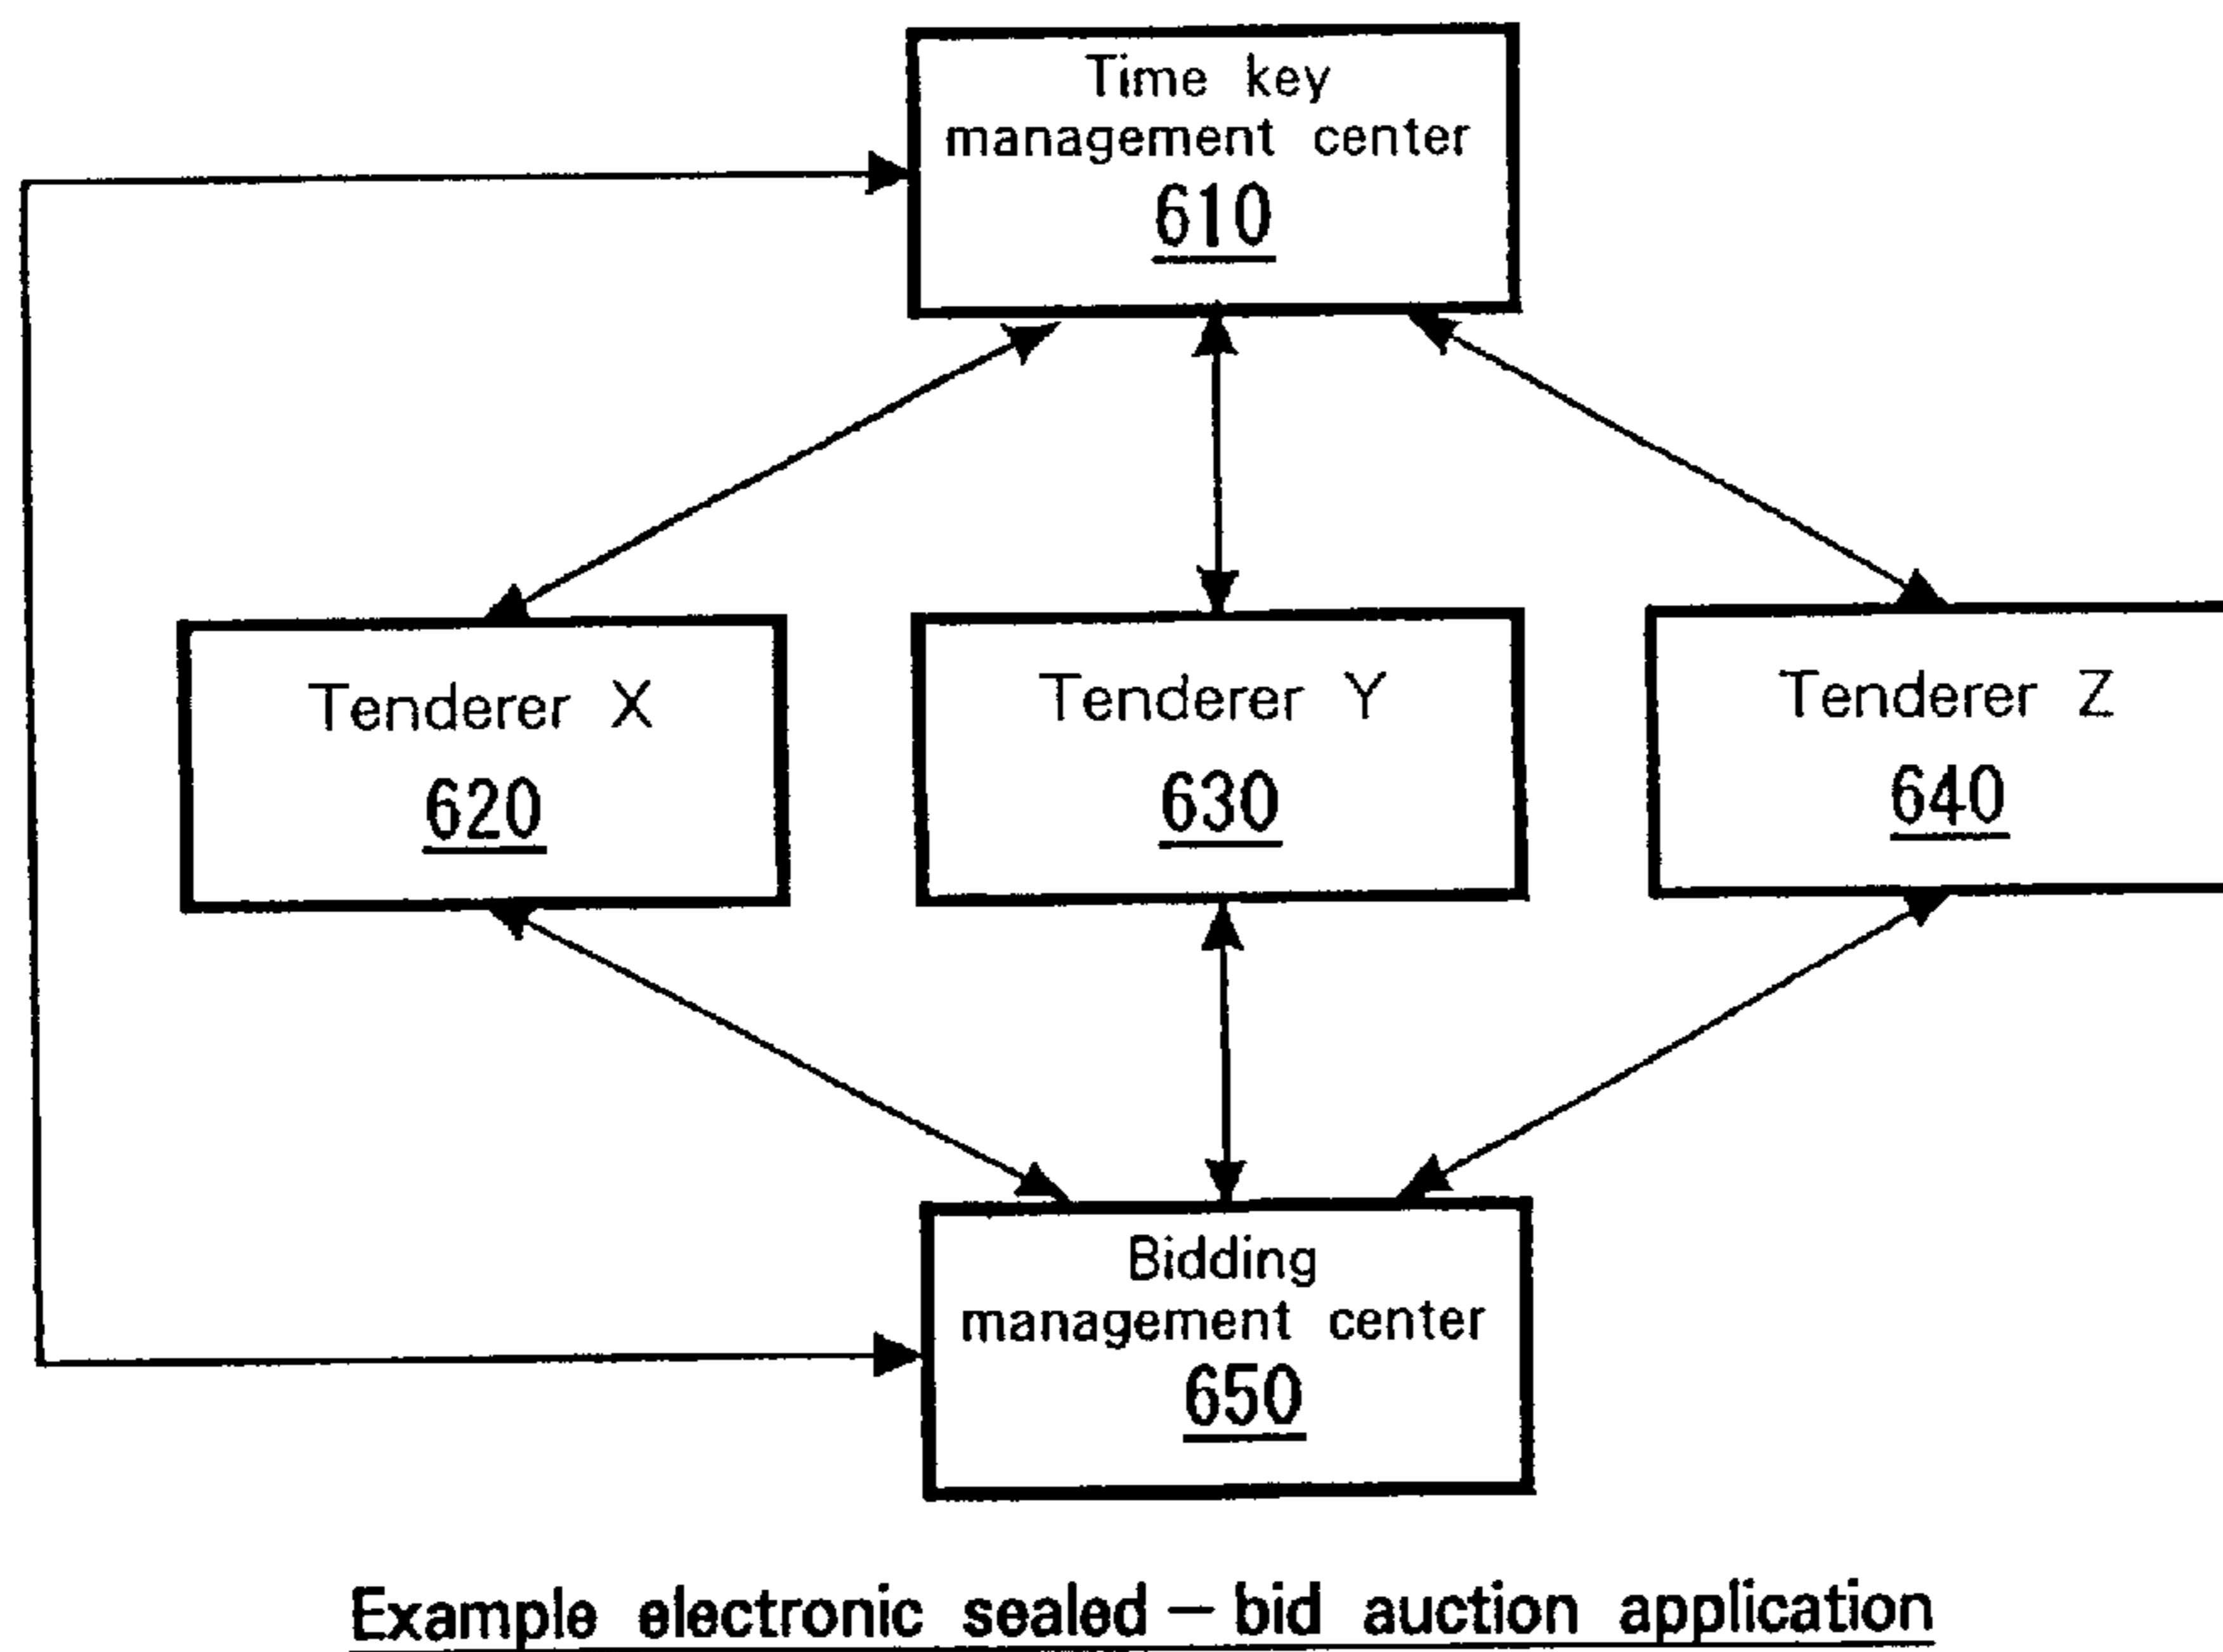 Time key
management center
610
Tenderer X
620
Tenderer Y
630
Tenderer Z
640
Bidding
management center
650
Example electronic sealed — bid auction application